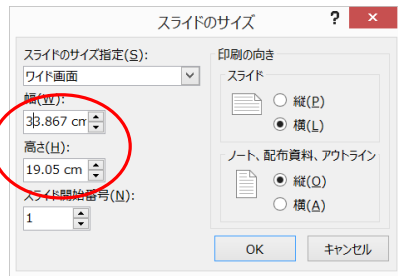 スライドのサイズ
? ×
スライドのサイズ指定(S):
ワイド画面
幅(W):
33.867 cm
高さ(H):
19.05 cm
スライド開始番号(N):
1
印刷の向き
スライド
縦(P)
横(L)
ノート、配布資料、アウトライン
縦(O)
横(A)
OK
キャンセル